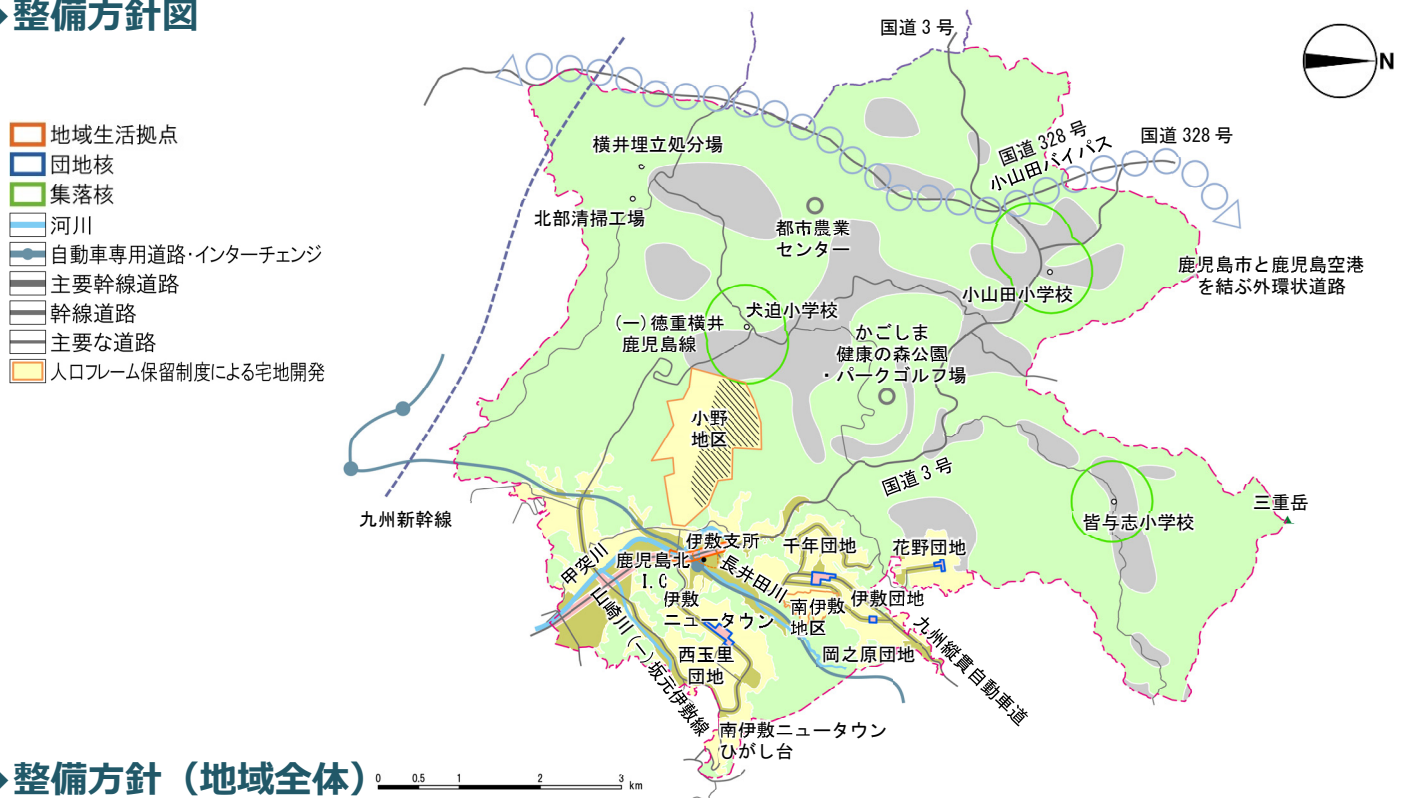 整備方針図
地域生活拠点
団地核
集落核
河川
自動車専用道路・インターチェンジ
主要幹線道路
幹線道路
主要な道路
人口フレーム保留制度による宅地開発
国道3号
N
国道328号
小山田バイパス
国道328号
横井埋立処分場
北部清掃工場
都市農業
センター
鹿児島市と鹿児島空港
を結ぶ外環状道路
小山田小学校
犬迫小学校
(一)徳重横井
鹿児島線
かごしま
健康の森公園
・パークゴルフ場
小野
地区
国道3号
九州新幹線
皆与志小学校
三重岳
伊敷支所
千年団地
花野団地
甲突川
鹿児島北
I.C
長井田川
伊敷
ニュータウン
南伊敷
地区
伊敷団地
山崎川
(一)坂元伊敷線
西玉里
団地
岡之原団地
九州縦貫自動車道
南伊敷ニュータウン
ひがし台
整備方針（地域全体）
0 0.5 1 2 3 km